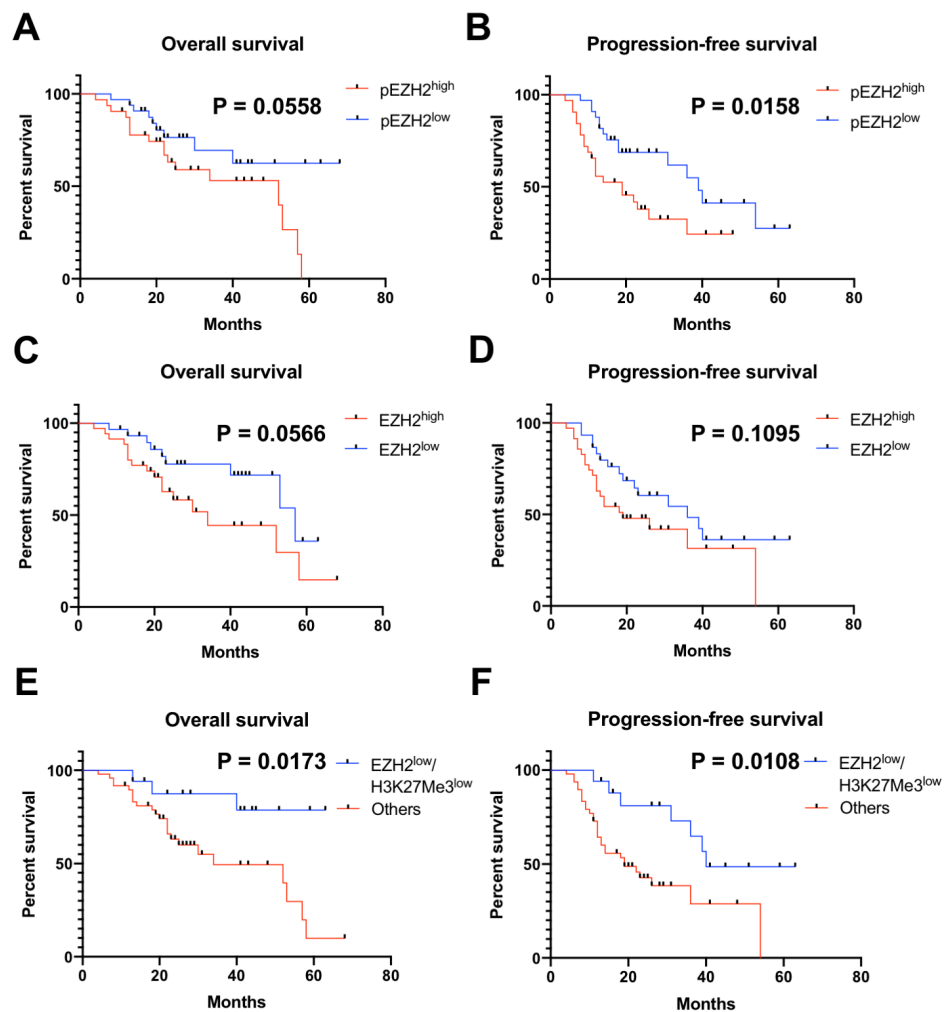 A
Overall survival
P = 0.0558
pEZH2high
pEZH2low
Percent survival
100
50
0
0 20 40 60 80
Months
B
Progression-free survival
P = 0.0158
pEZH2high
pEZH2low
Percent survival
100
50
0
0 20 40 60 80
Months
C
Overall survival
P = 0.0566
EZH2high
EZH2low
Percent survival
100
50
0
0 20 40 60 80
Months
D
Progression-free survival
P = 0.1095
EZH2high
EZH2low
Percent survival
100
50
0
0 20 40 60 80
Months
E
Overall survival
P = 0.0173
EZH2low/
H3K27Me3low
Others
Percent survival
100
50
0
0 20 40 60 80
Months
F
Progression-free survival
P = 0.0108
EZH2low/
H3K27Me3low
Others
Percent survival
100
50
0
0 20 40 60 80
Months